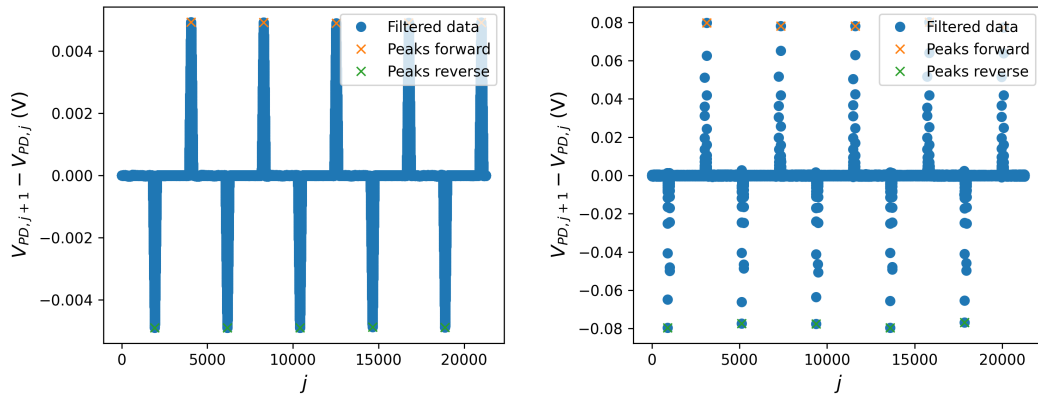 0.004
0.002
0.000
−0.002
−0.004
V_{PD,j+1} − V_{PD,j} (V)
0 5000 10000 15000 20000
j
Filtered data
Peaks forward
Peaks reverse
0.08
0.06
0.04
0.02
0.00
−0.02
−0.04
−0.06
−0.08
V_{PD,j+1} − V_{PD,j} (V)
0 5000 10000 15000 20000
j
Filtered data
Peaks forward
Peaks reverse